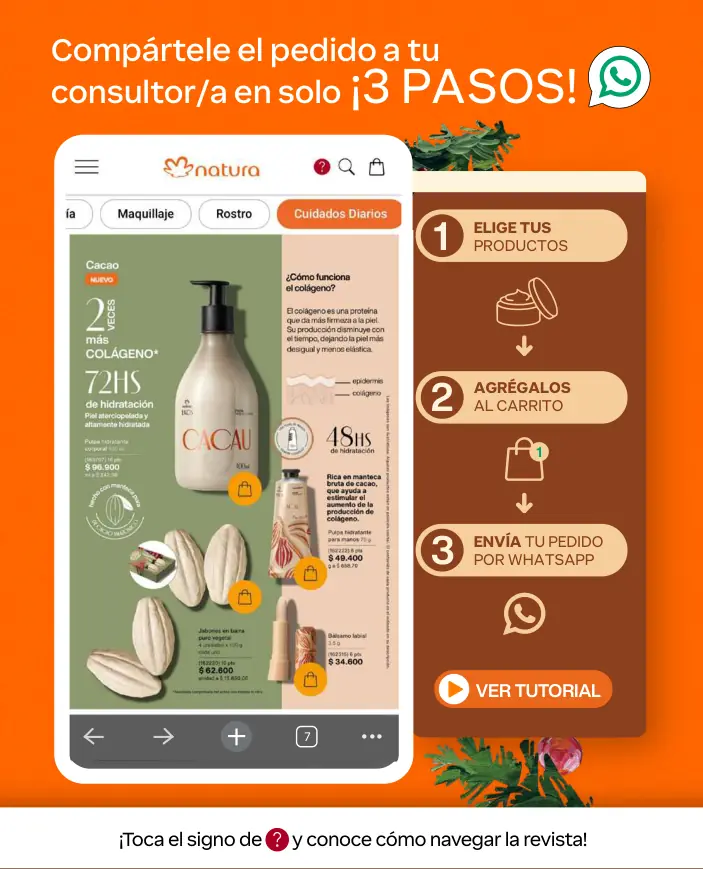 Compártele el pedido a tu
consultor/a en solo ¡3 PASOS!
natura
?
ía
Maquillaje
Rostro
Cuidados Diarios
Cacao
NUEVO
2 VECES
más
COLÁGENO*
72HS
de hidratación
Piel aterciopelada y
altamente hidratada
Pulpa hidratante
corporal 400 ml
$ 96.900
CACAU
¿Cómo funciona
el colágeno?
El colágeno es una proteína
que da más firmeza a la piel.
Su producción disminuye con
el tiempo, dejando la piel más
desigual y menos elástica.
epidermis
colágeno
48HS
de hidratación
Rica en manteca
bruta de cacao,
que ayuda a
estimular el
aumento de la
producción de
colágeno.
Pulpa hidratante
para manos 75 g
$ 49.400
Jabones en barra
puro vegetal
$ 62.600
Bálsamo labial
$ 34.600
7
1 ELIGE TUS
PRODUCTOS
2 AGRÉGALOS
AL CARRITO
1
3 ENVÍA TU PEDIDO
POR WHATSAPP
VER TUTORIAL
¡Toca el signo de ? y conoce cómo navegar la revista!